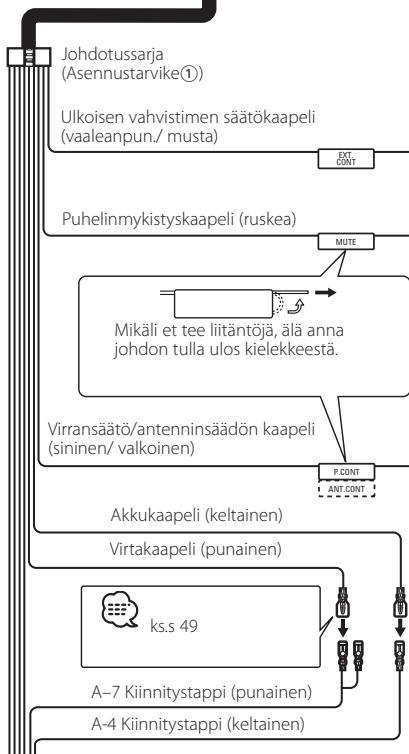 Johdotussarja
(Asennustarvike①)
Ulkoisen vahvistimen säätökaapeli
(vaaleanpun./ musta)
EXT.
CONT
Puhelinmykistyskaapeli (ruskea)
MUTE
Mikäli et tee liitäntöjä, älä anna
johdon tulla ulos kielekkeestä.
Virransäätö/antenninsäädön kaapeli
(sininen/ valkoinen)
P.CONT
ANT.CONT
Akkukaapeli (keltainen)
Virtakaapeli (punainen)
ks.s 49
A–7 Kiinnitystappi (punainen)
A-4 Kiinnitystappi (keltainen)